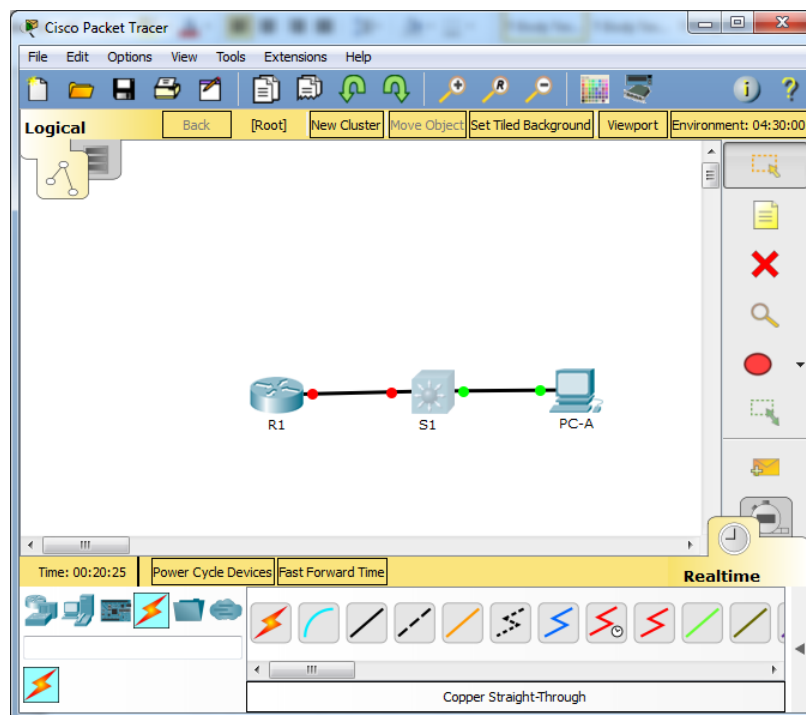 Cisco Packet Tracer
File Edit Options View Tools Extensions Help
Logical Back [Root] New Cluster Move Object Set Tiled Background Viewport Environment: 04:30:00
R1 S1 PC-A
Time: 00:20:25 Power Cycle Devices Fast Forward Time Realtime
Copper Straight-Through